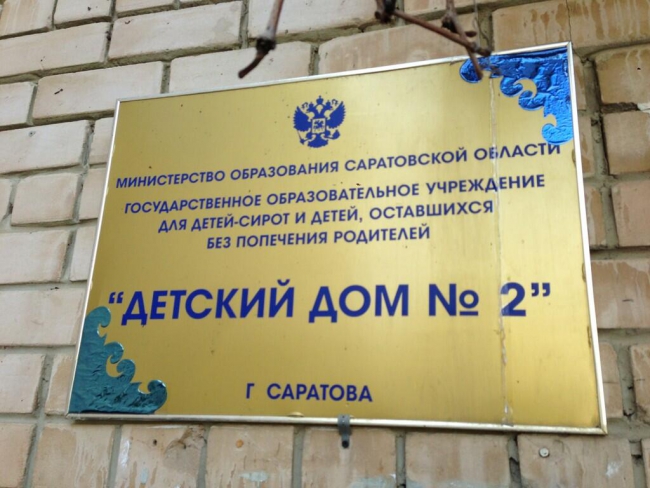 МИНИСТЕРСТВО ОБРАЗОВАНИЯ САРАТОВСКОЙ ОБЛАСТИ
ГОСУДАРСТВЕННОЕ ОБРАЗОВАТЕЛЬНОЕ УЧРЕЖДЕНИЕ
ДЛЯ ДЕТЕЙ-СИРОТ И ДЕТЕЙ, ОСТАВШИХСЯ
БЕЗ ПОПЕЧЕНИЯ РОДИТЕЛЕЙ
“ДЕТСКИЙ ДОМ № 2”
Г САРАТОВА